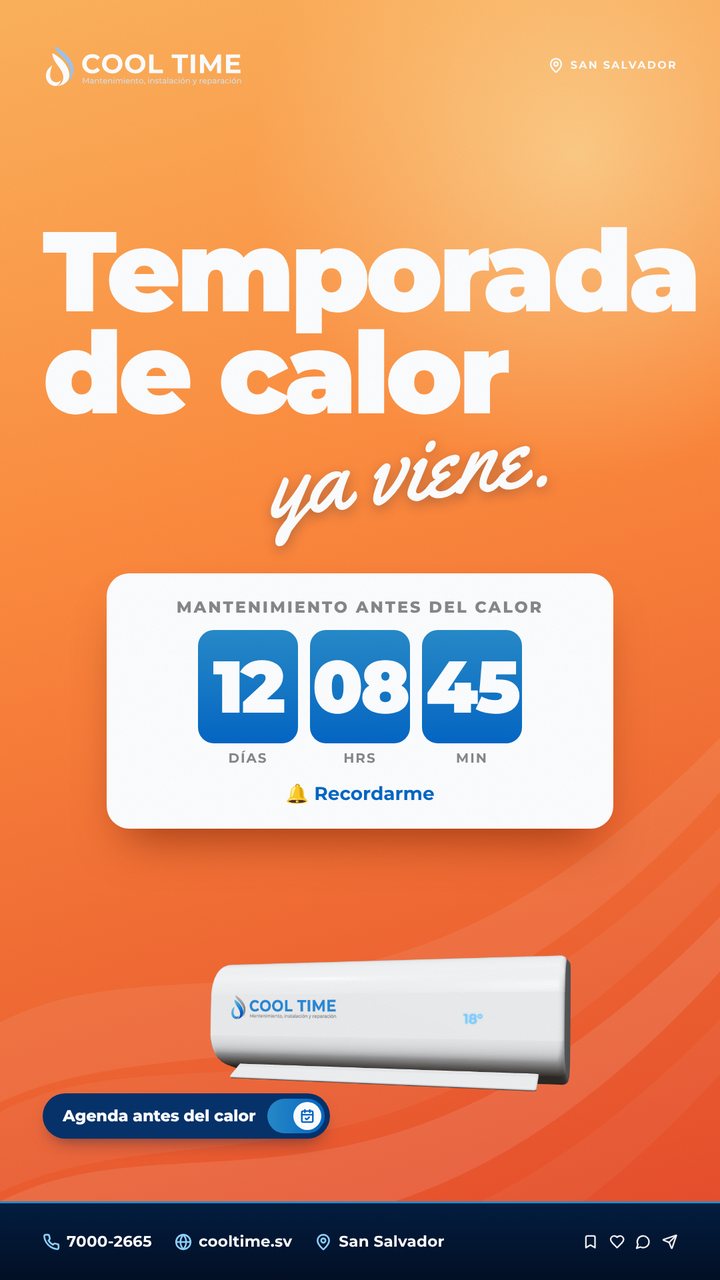 COOL TIME
Mantenimiento, instalación y reparación
SAN SALVADOR
Temporada
de calor
ya viene.
MANTENIMIENTO ANTES DEL CALOR
12 08 45
DÍAS HRS MIN
🔔 Recordarme
COOL TIME
Mantenimiento, instalación y reparación
18°
Agenda antes del calor
7000-2665 cooltime.sv San Salvador